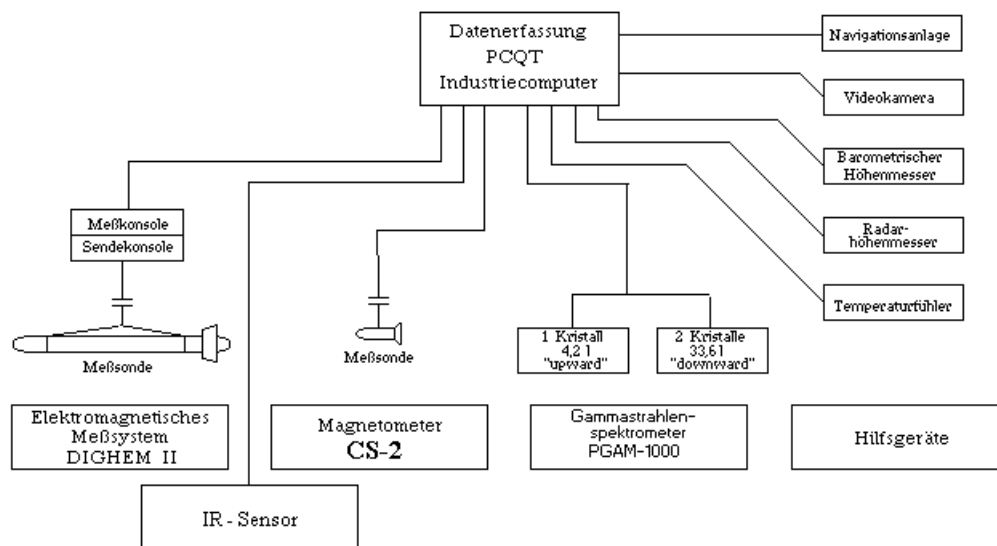 Datenerfassung
PCQT
Industriecomputer
Navigationsanlage
Videokamera
Barometrischer
Höhenmesser
Radar-
höhenmesser
Temperaturfühler
Meßkonsole
Sendekonsole
Meßsonde
Meßsonde
1 Kristall
4,2 l
"upward"
2 Kristalle
33,6 l
"downward"
Elektromagnetisches
Meßsystem
DIGHEM II
Magnetometer
CS-2
Gammastrahlen-
spektrometer
PGAM-1000
Hilfsgeräte
IR - Sensor